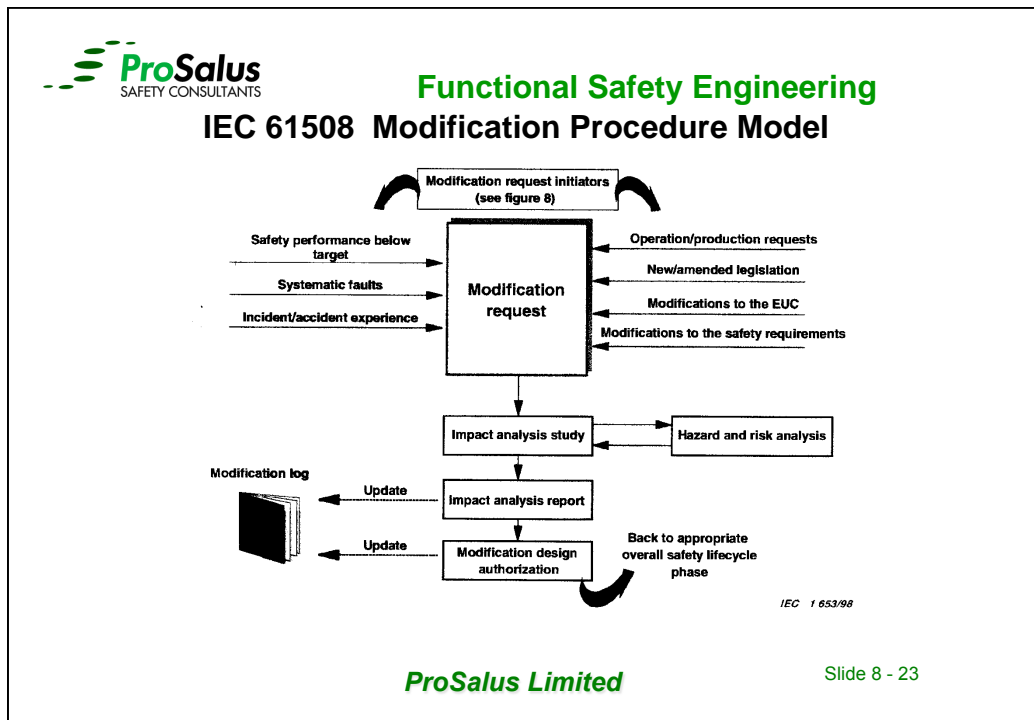 ProSalus
SAFETY CONSULTANTS
Functional Safety Engineering
IEC 61508 Modification Procedure Model
Modification request initiators
(see figure 8)
Safety performance below
target
Systematic faults
Incident/accident experience
Modification
request
Operation/production requests
New/amended legislation
Modifications to the EUC
Modifications to the safety requirements
Impact analysis study
Hazard and risk analysis
Modification log
Update
Impact analysis report
Update
Modification design
authorization
Back to appropriate
overall safety lifecycle
phase
IEC 1 653/98
ProSalus Limited
Slide 8 - 23